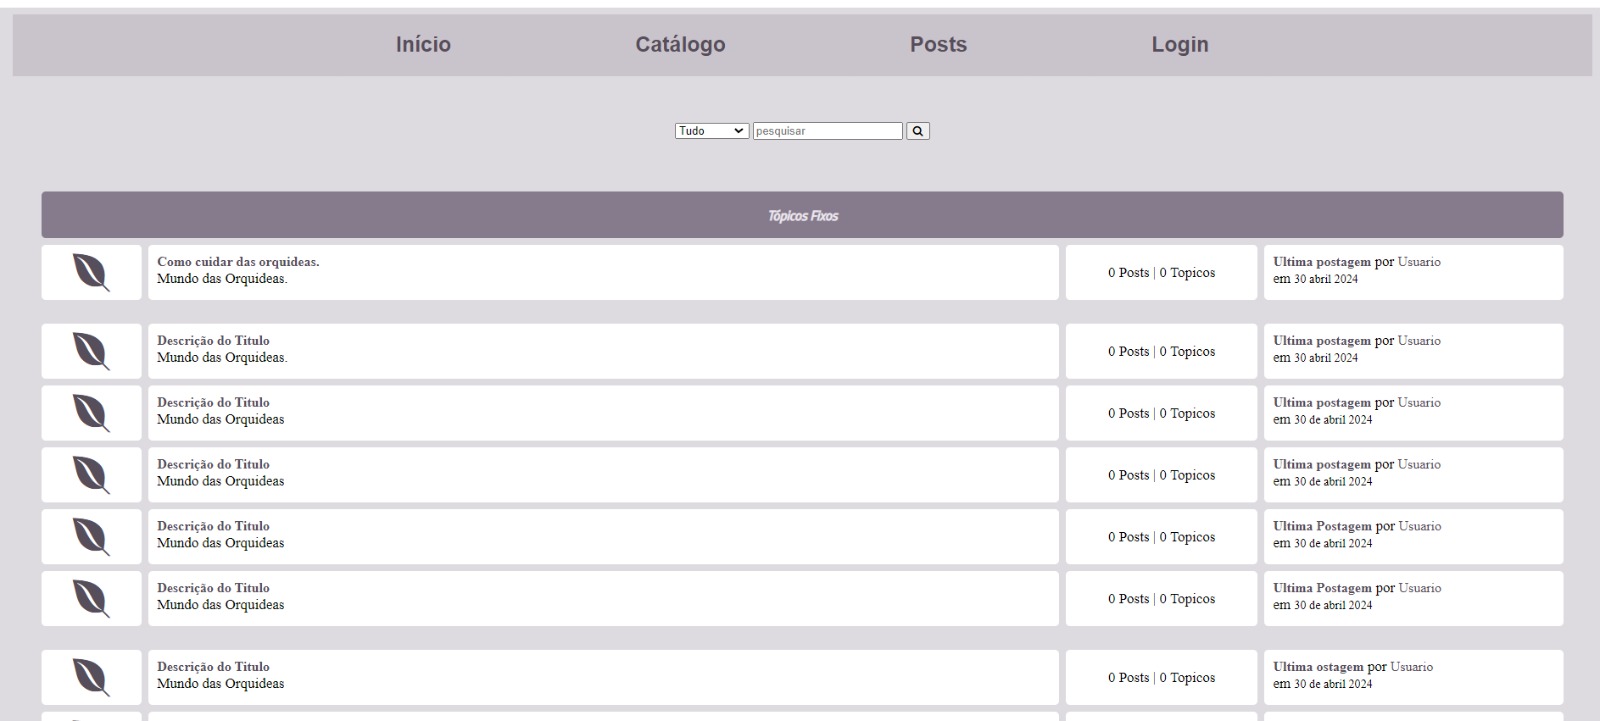 Início Catálogo Posts Login
Tudo pesquisar
Tópicos Fixos
Como cuidar das orquideas.
Mundo das Orquideas.
0 Posts | 0 Topicos
Ultima postagem por Usuario
em 30 abril 2024
Descrição do Titulo
Mundo das Orquideas.
0 Posts | 0 Topicos
Ultima postagem por Usuario
em 30 abril 2024
Descrição do Titulo
Mundo das Orquideas
0 Posts | 0 Topicos
Ultima postagem por Usuario
em 30 de abril 2024
Descrição do Titulo
Mundo das Orquideas
0 Posts | 0 Topicos
Ultima postagem por Usuario
em 30 de abril 2024
Descrição do Titulo
Mundo das Orquideas
0 Posts | 0 Topicos
Ultima Postagem por Usuario
em 30 de abril 2024
Descrição do Titulo
Mundo das Orquideas
0 Posts | 0 Topicos
Ultima Postagem por Usuario
em 30 de abril 2024
Descrição do Titulo
Mundo das Orquideas
0 Posts | 0 Topicos
Ultima ostagem por Usuario
em 30 de abril 2024